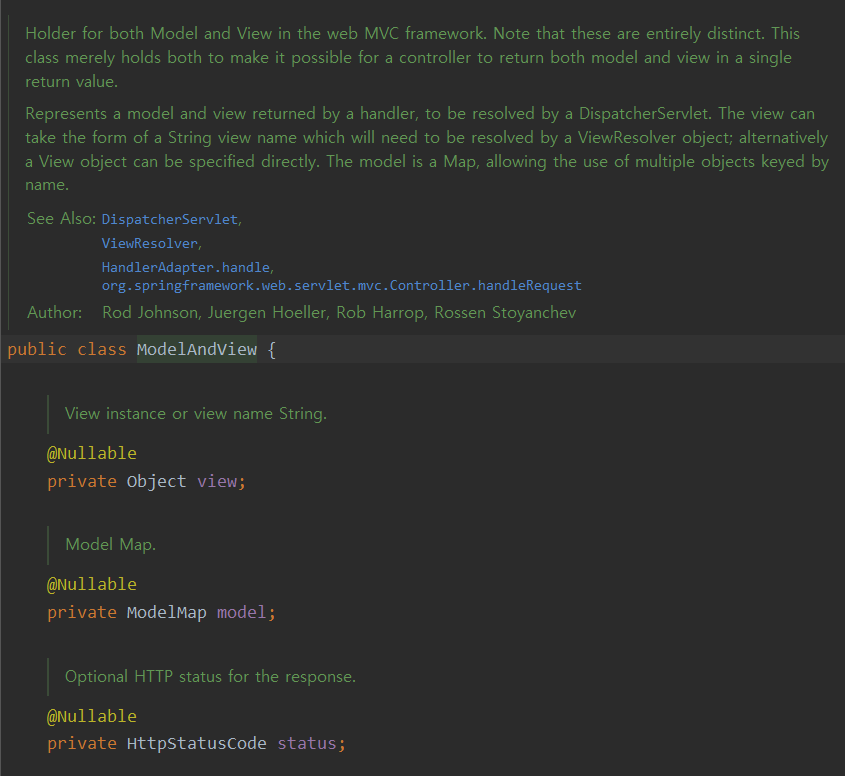 Holder for both Model and View in the web MVC framework. Note that these are entirely distinct. This
class merely holds both to make it possible for a controller to return both model and view in a single
return value.
Represents a model and view returned by a handler, to be resolved by a DispatcherServlet. The view can
take the form of a String view name which will need to be resolved by a ViewResolver object; alternatively
a View object can be specified directly. The model is a Map, allowing the use of multiple objects keyed by
name.
See Also: DispatcherServlet,
ViewResolver,
HandlerAdapter.handle,
org.springframework.web.servlet.mvc.Controller.handleRequest
Author: Rod Johnson, Juergen Hoeller, Rob Harrop, Rossen Stoyanchev
public class ModelAndView {
View instance or view name String.
@Nullable
private Object view;
Model Map.
@Nullable
private ModelMap model;
Optional HTTP status for the response.
@Nullable
private HttpStatusCode status;